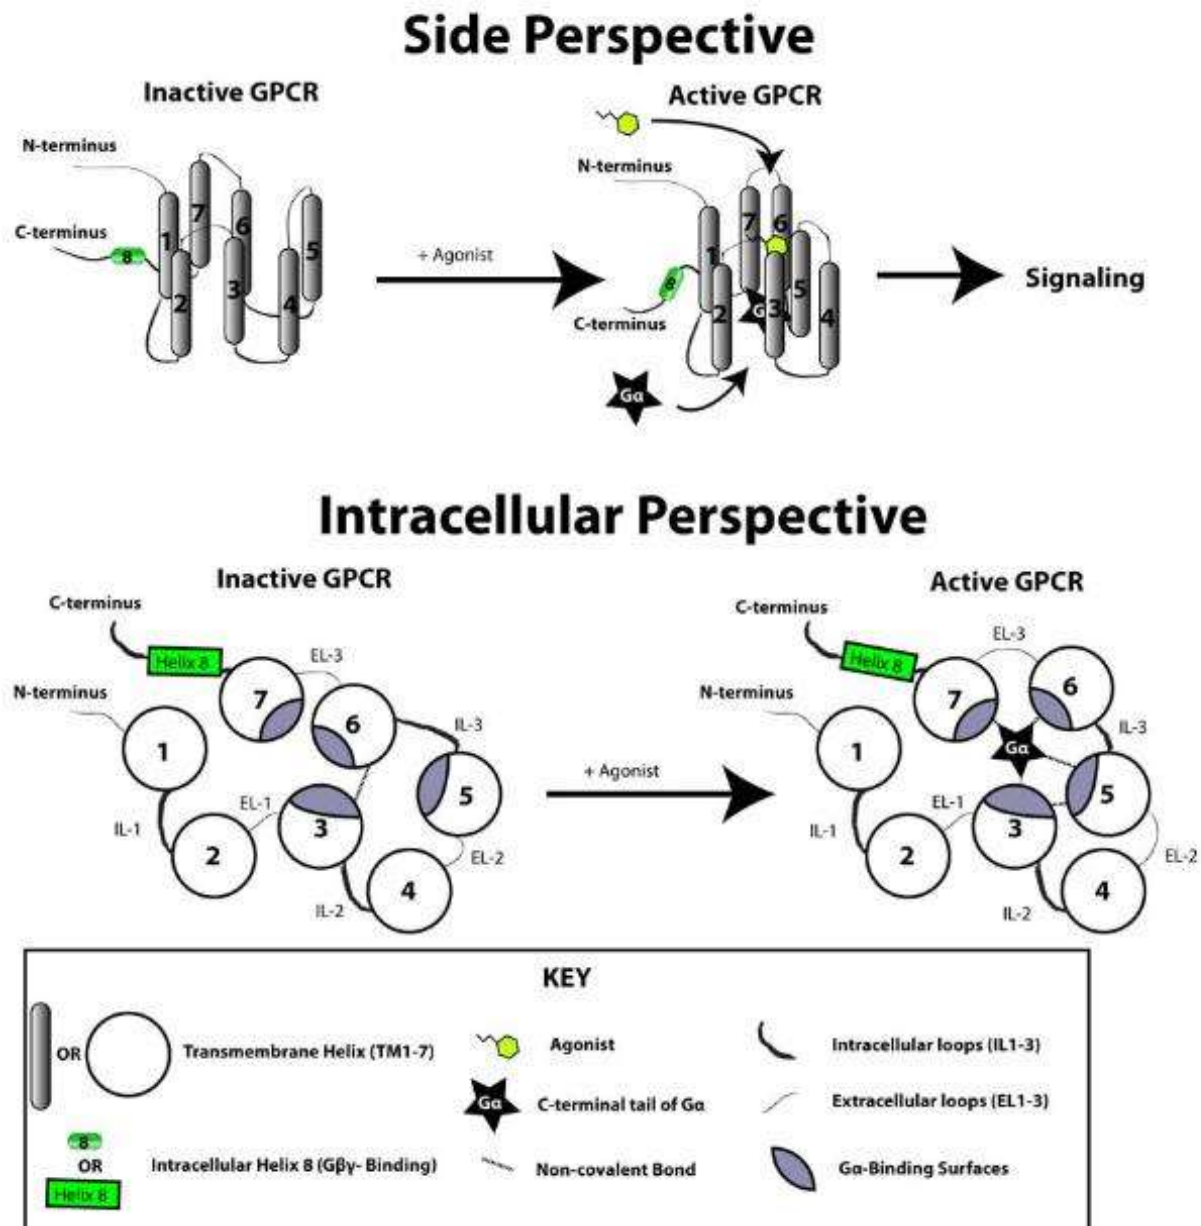 Side Perspective
Inactive GPCR
N-terminus
C-terminus
8
1
7
6
5
2
3
4
+ Agonist
Active GPCR
N-terminus
C-terminus
8
1
7
6
5
2
3
4
G
Gα
Signaling
Intracellular Perspective
Inactive GPCR
C-terminus
Helix 8
EL-3
N-terminus
7
6
IL-3
1
5
EL-1
3
IL-1
2
EL-2
4
IL-2
+ Agonist
Active GPCR
C-terminus
EL-3
Helix 8
N-terminus
7
6
IL-3
1
Gα
5
EL-1
3
IL-1
2
EL-2
4
IL-2
KEY
OR
Transmembrane Helix (TM1-7)
8
OR
Helix 8
Intracellular Helix 8 (Gβγ- Binding)
Agonist
Gα
C-terminal tail of Gα
Non-covalent Bond
Intracellular loops (IL1-3)
Extracellular loops (EL1-3)
Gα-Binding Surfaces